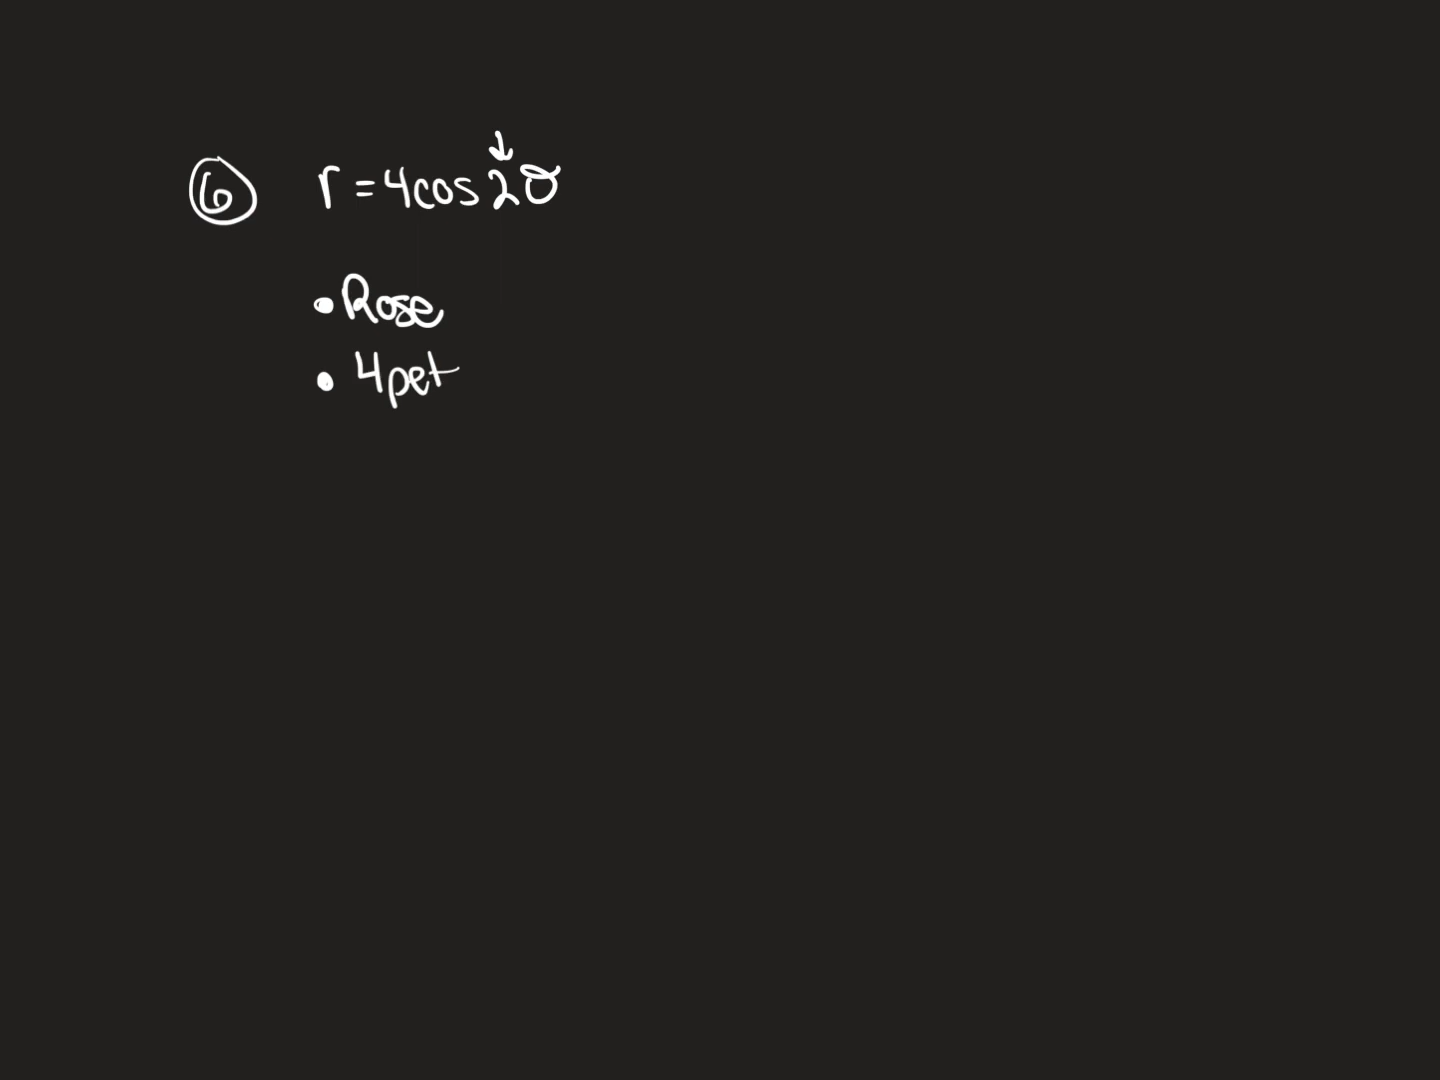 ⑥ r = 4cos 2θ
• Rose
• 4pet